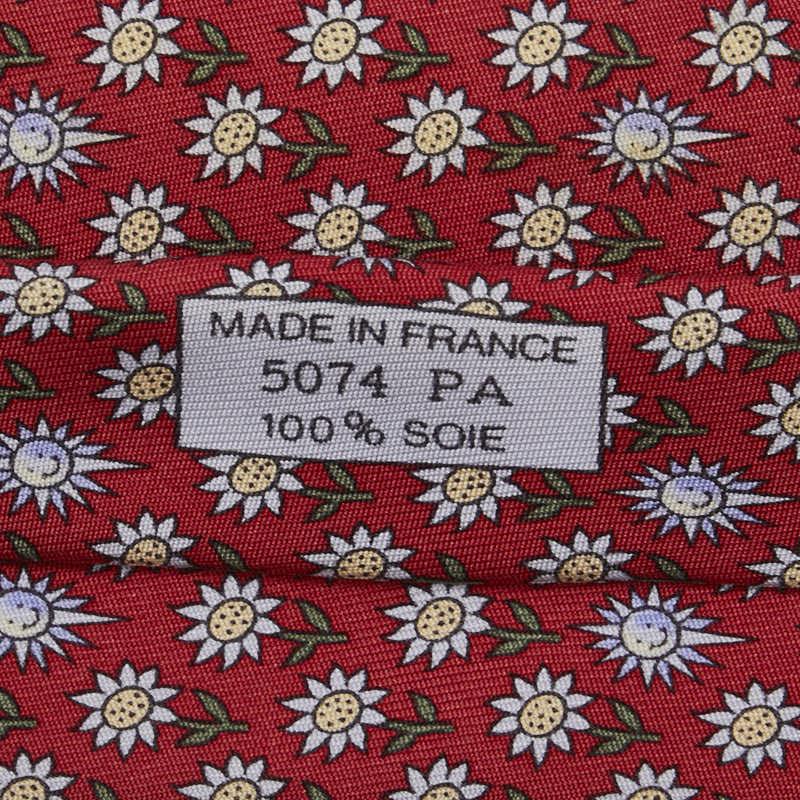 MADE IN FRANCE
5074 PA
100% SOIE